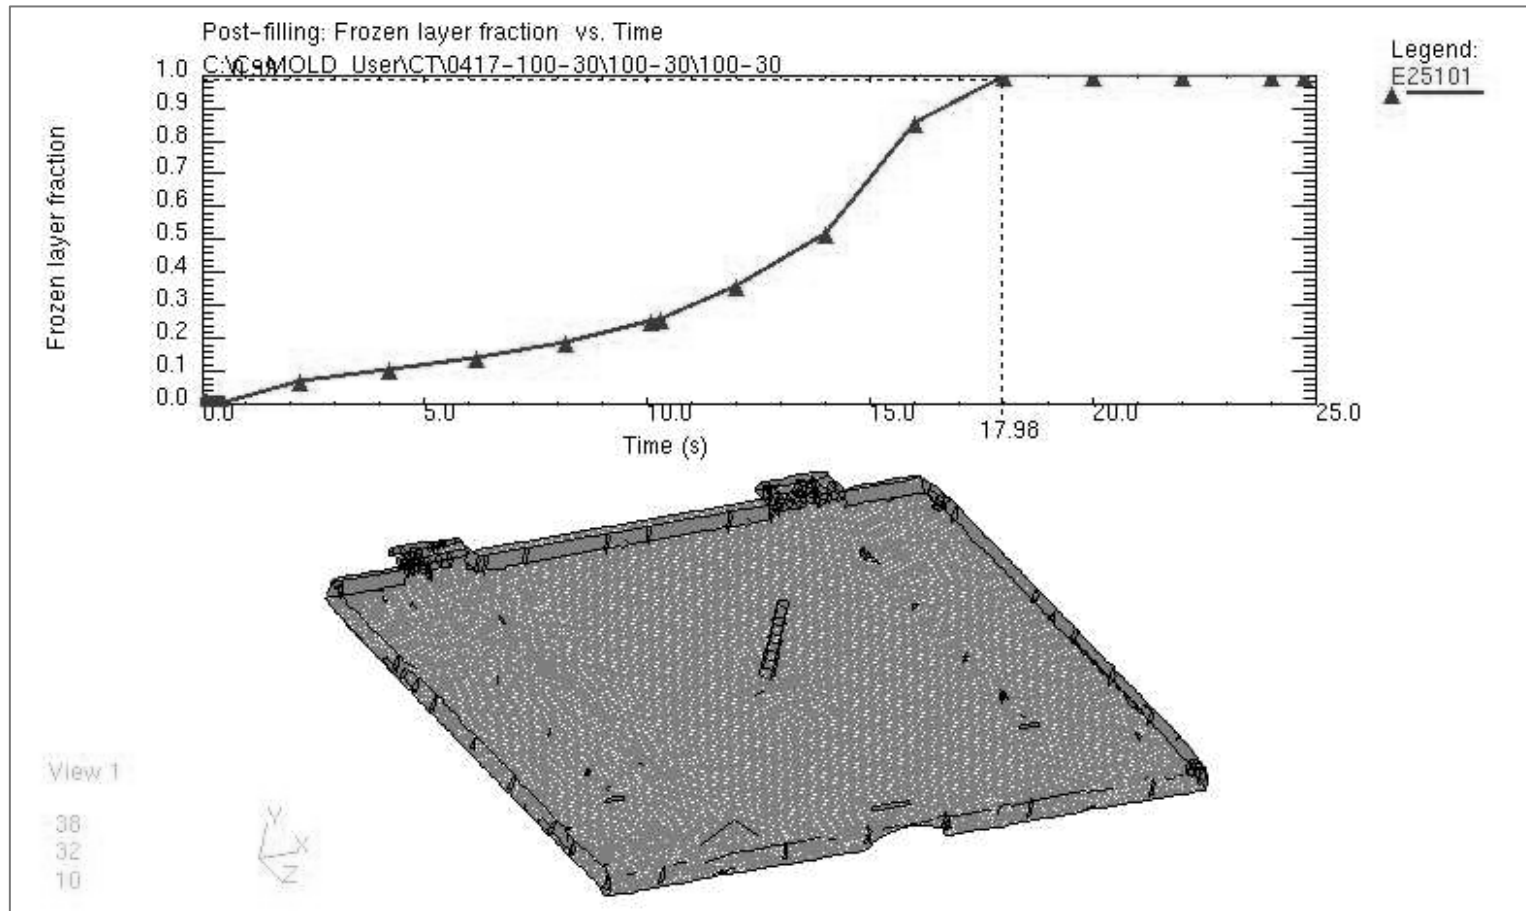 Post-filling: Frozen layer fraction vs. Time
C:\C-MOLD_User\CT\0417-100-30\100-30\100-30
Legend:
E25101
Frozen layer fraction
1.0
0.9
0.8
0.7
0.6
0.5
0.4
0.3
0.2
0.1
0.0
0.0 5.0 10.0 15.0 20.0 25.0
17.98
Time (s)
View 1
38
32
10
Y
X
Z